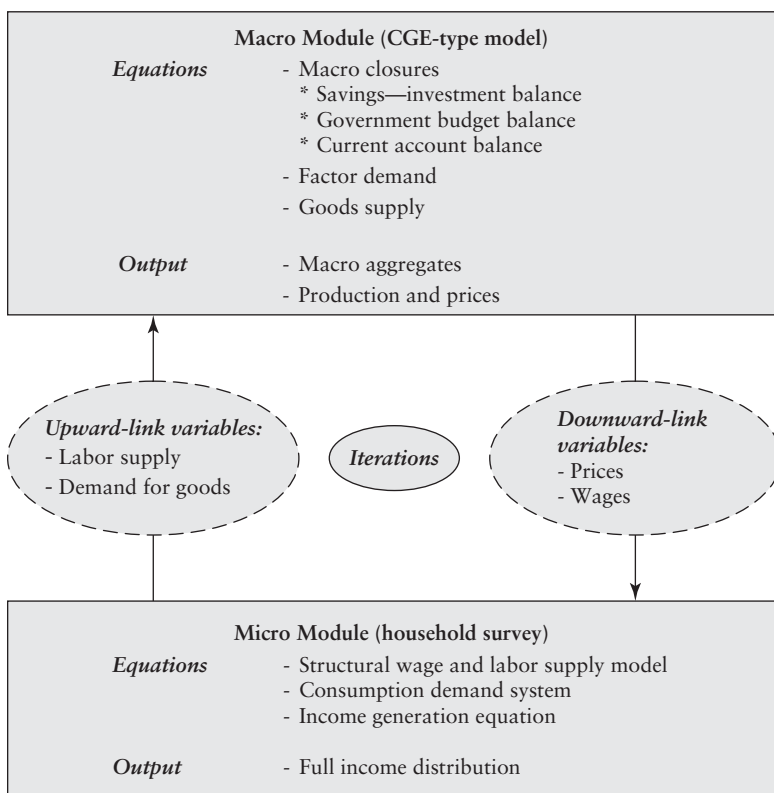 Macro Module (CGE-type model)
Equations - Macro closures
* Savings—investment balance
* Government budget balance
* Current account balance
- Factor demand
- Goods supply
Output - Macro aggregates
- Production and prices
Upward-link variables:
- Labor supply
- Demand for goods
Iterations
Downward-link
variables:
- Prices
- Wages
Micro Module (household survey)
Equations - Structural wage and labor supply model
- Consumption demand system
- Income generation equation
Output - Full income distribution